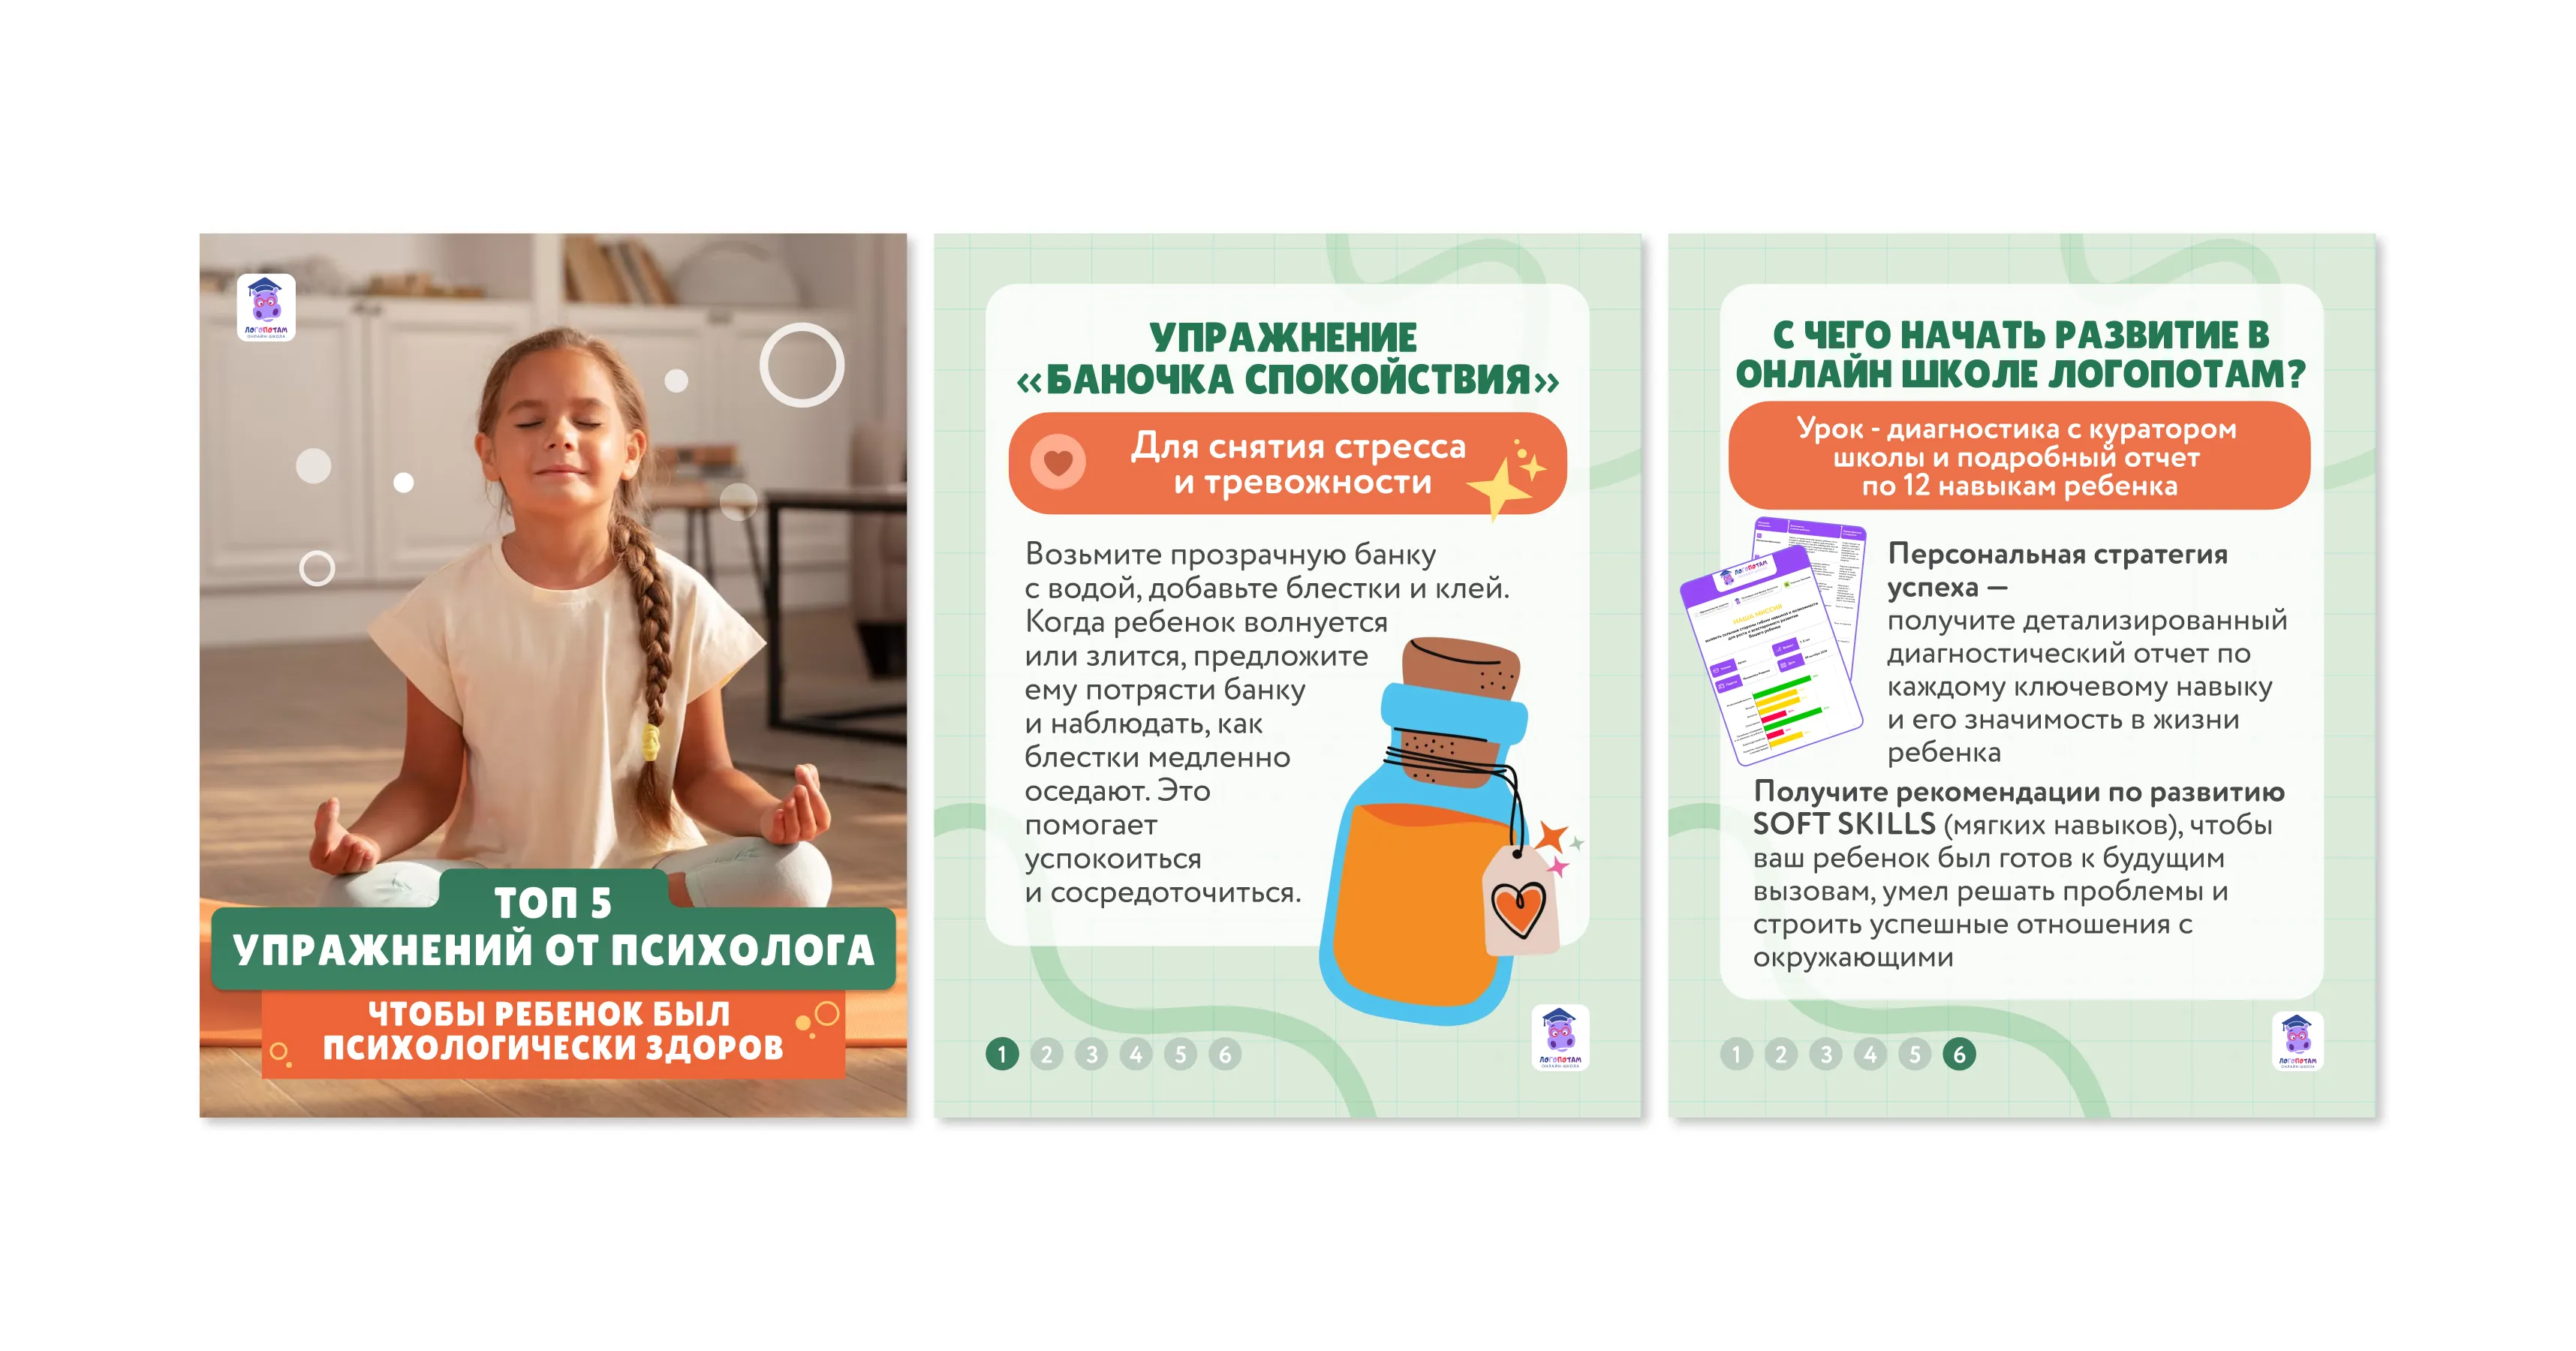 ЛОГОПОТАМ
ОНЛАЙН-ШКОЛА
ТОП 5
УПРАЖНЕНИЙ ОТ ПСИХОЛОГА
ЧТОБЫ РЕБЕНОК БЫЛ
ПСИХОЛОГИЧЕСКИ ЗДОРОВ
УПРАЖНЕНИЕ
«БАНОЧКА СПОКОЙСТВИЯ»
Для снятия стресса
и тревожности
Возьмите прозрачную банку
с водой, добавьте блестки и клей.
Когда ребенок волнуется
или злится, предложите
ему потрясти банку
и наблюдать, как
блестки медленно
оседают. Это
помогает
успокоиться
и сосредоточиться.
1 2 3 4 5 6
ЛОГОПОТАМ
ОНЛАЙН-ШКОЛА
С ЧЕГО НАЧАТЬ РАЗВИТИЕ В
ОНЛАЙН ШКОЛЕ ЛОГОПОТАМ?
Урок - диагностика с куратором
школы и подробный отчет
по 12 навыкам ребенка
ЛОГОПОТАМ
НАША МИССИЯ
Персональная стратегия
успеха —
получите детализированный
диагностический отчет по
каждому ключевому навыку
и его значимость в жизни
ребенка
Получите рекомендации по развитию
SOFT SKILLS (мягких навыков), чтобы
ваш ребенок был готов к будущим
вызовам, умел решать проблемы и
строить успешные отношения с
окружающими
1 2 3 4 5 6
ЛОГОПОТАМ
ОНЛАЙН-ШКОЛА